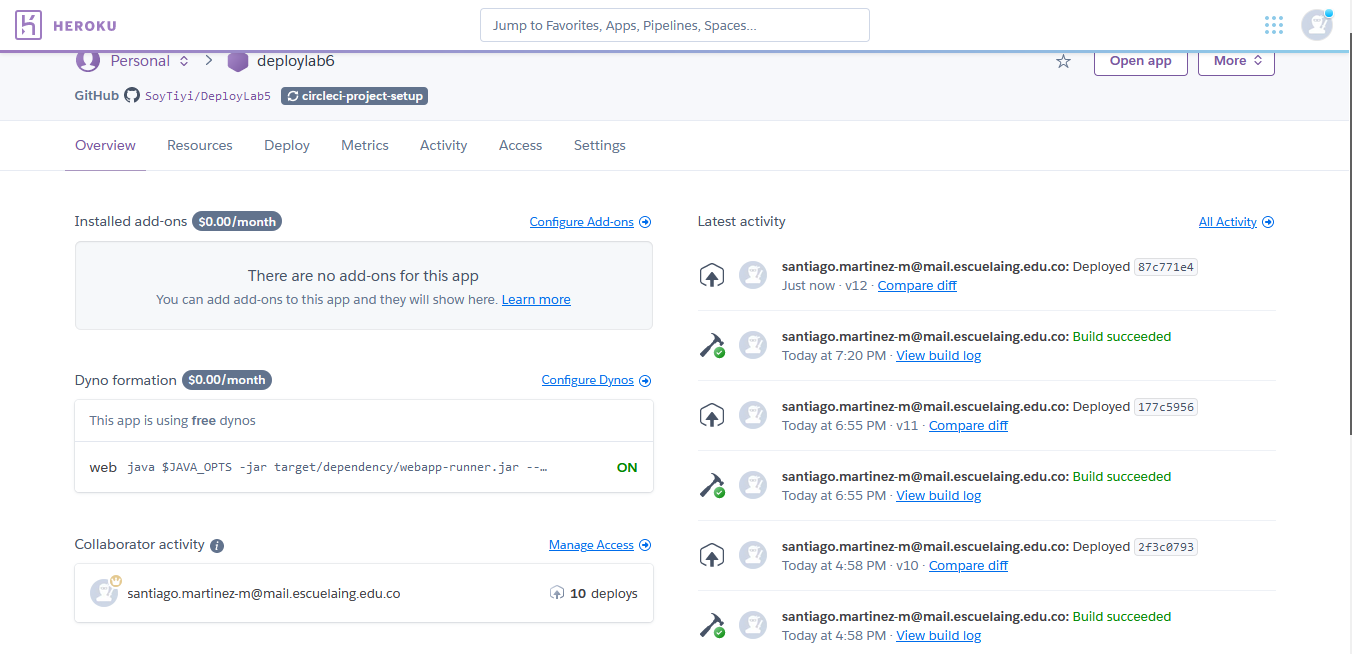 HEROKU
Jump to Favorites, Apps, Pipelines, Spaces...
Personal
deploylab6
Open app
More
GitHub
SoyTiyi/DeployLab5
circleci-project-setup
Overview
Resources
Deploy
Metrics
Activity
Access
Settings
Installed add-ons $0.00/month
Configure Add-ons
There are no add-ons for this app
You can add add-ons to this app and they will show here. Learn more
Dyno formation $0.00/month
Configure Dynos
This app is using free dynos
web java $JAVA_OPTS -jar target/dependency/webapp-runner.jar --…
ON
Collaborator activity
Manage Access
santiago.martinez-m@mail.escuelaing.edu.co
10 deploys
Latest activity
All Activity
santiago.martinez-m@mail.escuelaing.edu.co: Deployed 87c771e4
Just now · v12 · Compare diff
santiago.martinez-m@mail.escuelaing.edu.co: Build succeeded
Today at 7:20 PM · View build log
santiago.martinez-m@mail.escuelaing.edu.co: Deployed 177c5956
Today at 6:55 PM · v11 · Compare diff
santiago.martinez-m@mail.escuelaing.edu.co: Build succeeded
Today at 6:55 PM · View build log
santiago.martinez-m@mail.escuelaing.edu.co: Deployed 2f3c0793
Today at 4:58 PM · v10 · Compare diff
santiago.martinez-m@mail.escuelaing.edu.co: Build succeeded
Today at 4:58 PM · View build log